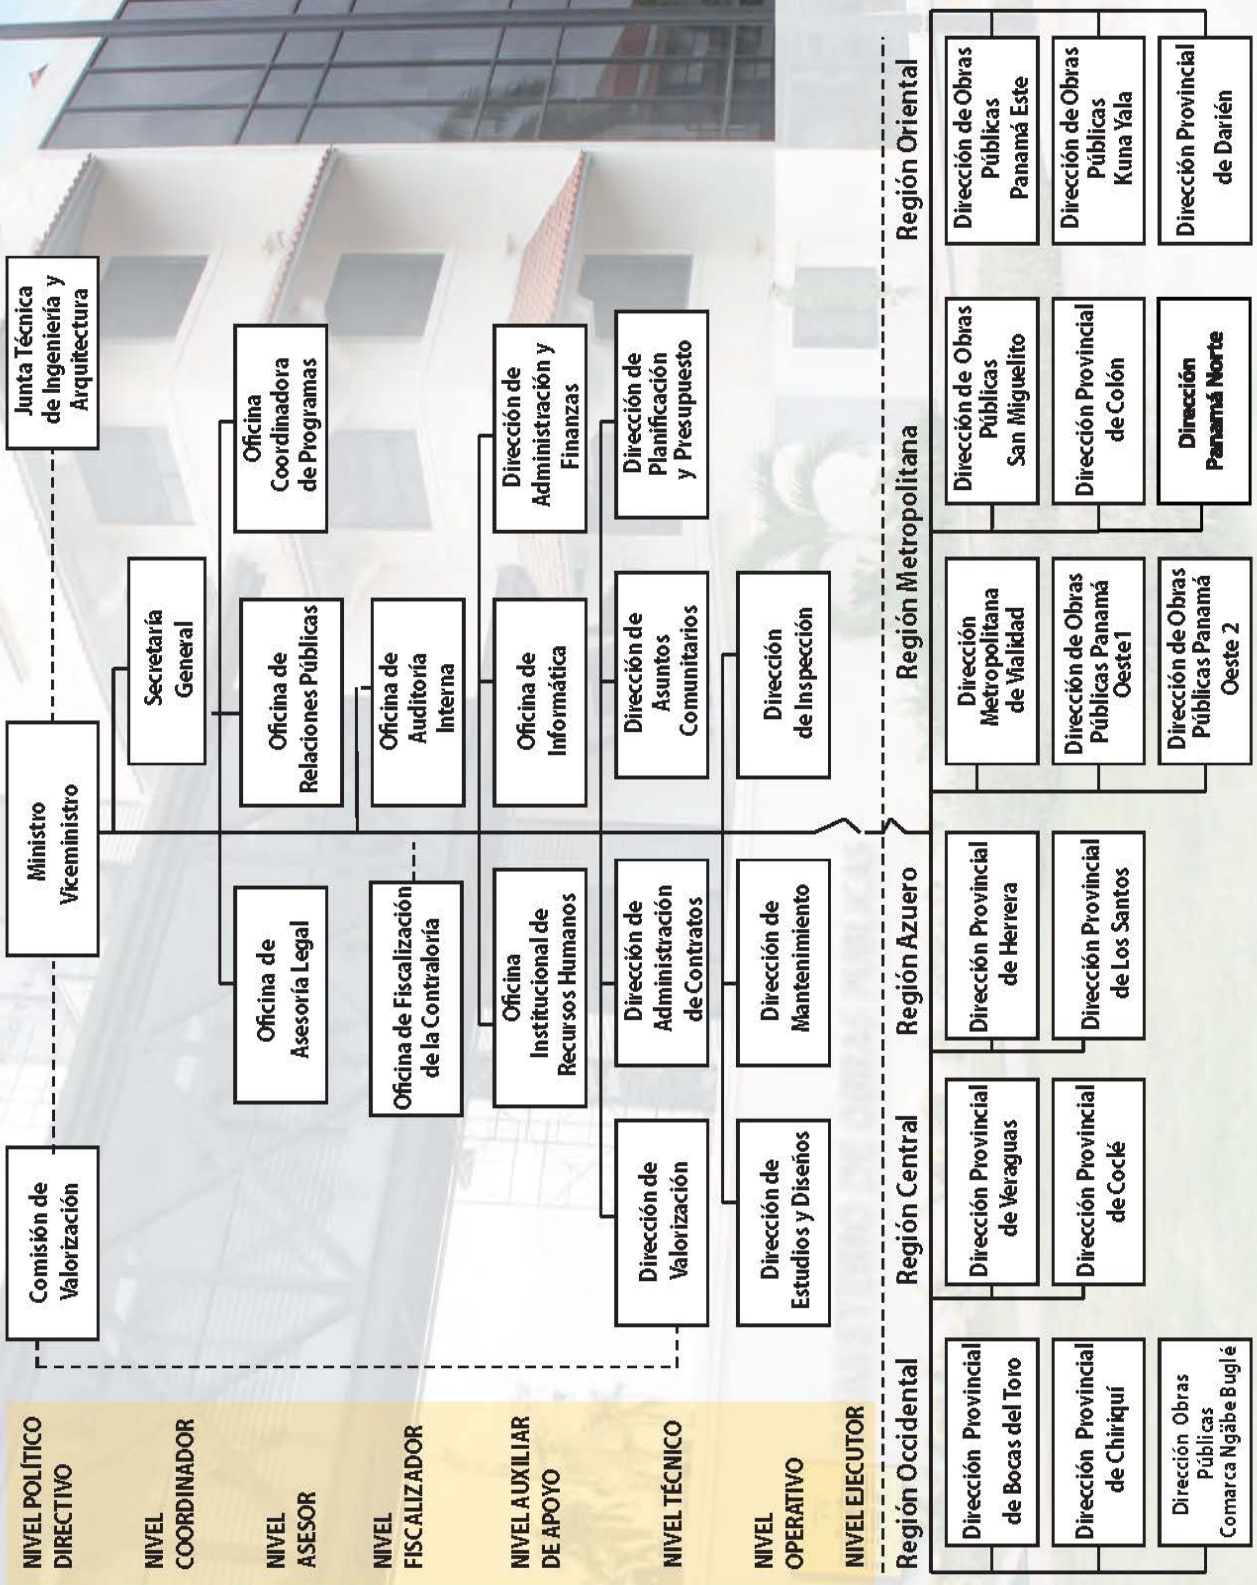 NIVEL POLÍTICO
DIRECTIVO
Comisión de
Valorización
Ministro
Viceministro
Junta Técnica
de Ingeniería y
Arquitectura
NIVEL
COORDINADOR
Secretaría
General
NIVEL
ASESOR
Oficina de
Asesoría Legal
Oficina de
Relaciones Públicas
Oficina
Coordinadora
de Programas
NIVEL
FISCALIZADOR
Oficina de Fiscalización
de la Contraloría
Oficina de
Auditoría
Interna
NIVEL AUXILIAR
DE APOYO
Oficina
Institucional de
Recursos Humanos
Oficina de
Informática
Dirección de
Administración y
Finanzas
NIVEL TÉCNICO
Dirección de
Valorización
Dirección de
Administración
de Contratos
Dirección de
Asuntos
Comunitarios
Dirección de
Planificación
y Presupuesto
NIVEL
OPERATIVO
Dirección de
Estudios y Diseños
Dirección de
Mantenimiento
Dirección
de Inspección
NIVEL EJECUTOR
MINISTERIO DE OBRAS PUBLICAS
Región Occidental
Dirección Provincial
de Bocas del Toro
Dirección Provincial
de Chiriquí
Dirección Obras
Públicas
Comarca Ngäbe Buglé
Región Central
Dirección Provincial
de Veraguas
Dirección Provincial
de Coclé
Región Azuero
Dirección Provincial
de Herrera
Dirección Provincial
de Los Santos
Región Metropolitana
Dirección
Metropolitana
de Vialidad
Dirección de Obras
Públicas Panamá
Oeste1
Dirección de Obras
Públicas Panamá
Oeste 2
Dirección de Obras
Públicas
San Miguelito
Dirección Provincial
de Colón
Dirección
Panamá Norte
Región Oriental
Dirección de Obras
Públicas
Panamá Este
Dirección de Obras
Públicas
Kuna Yala
Dirección Provincial
de Darién